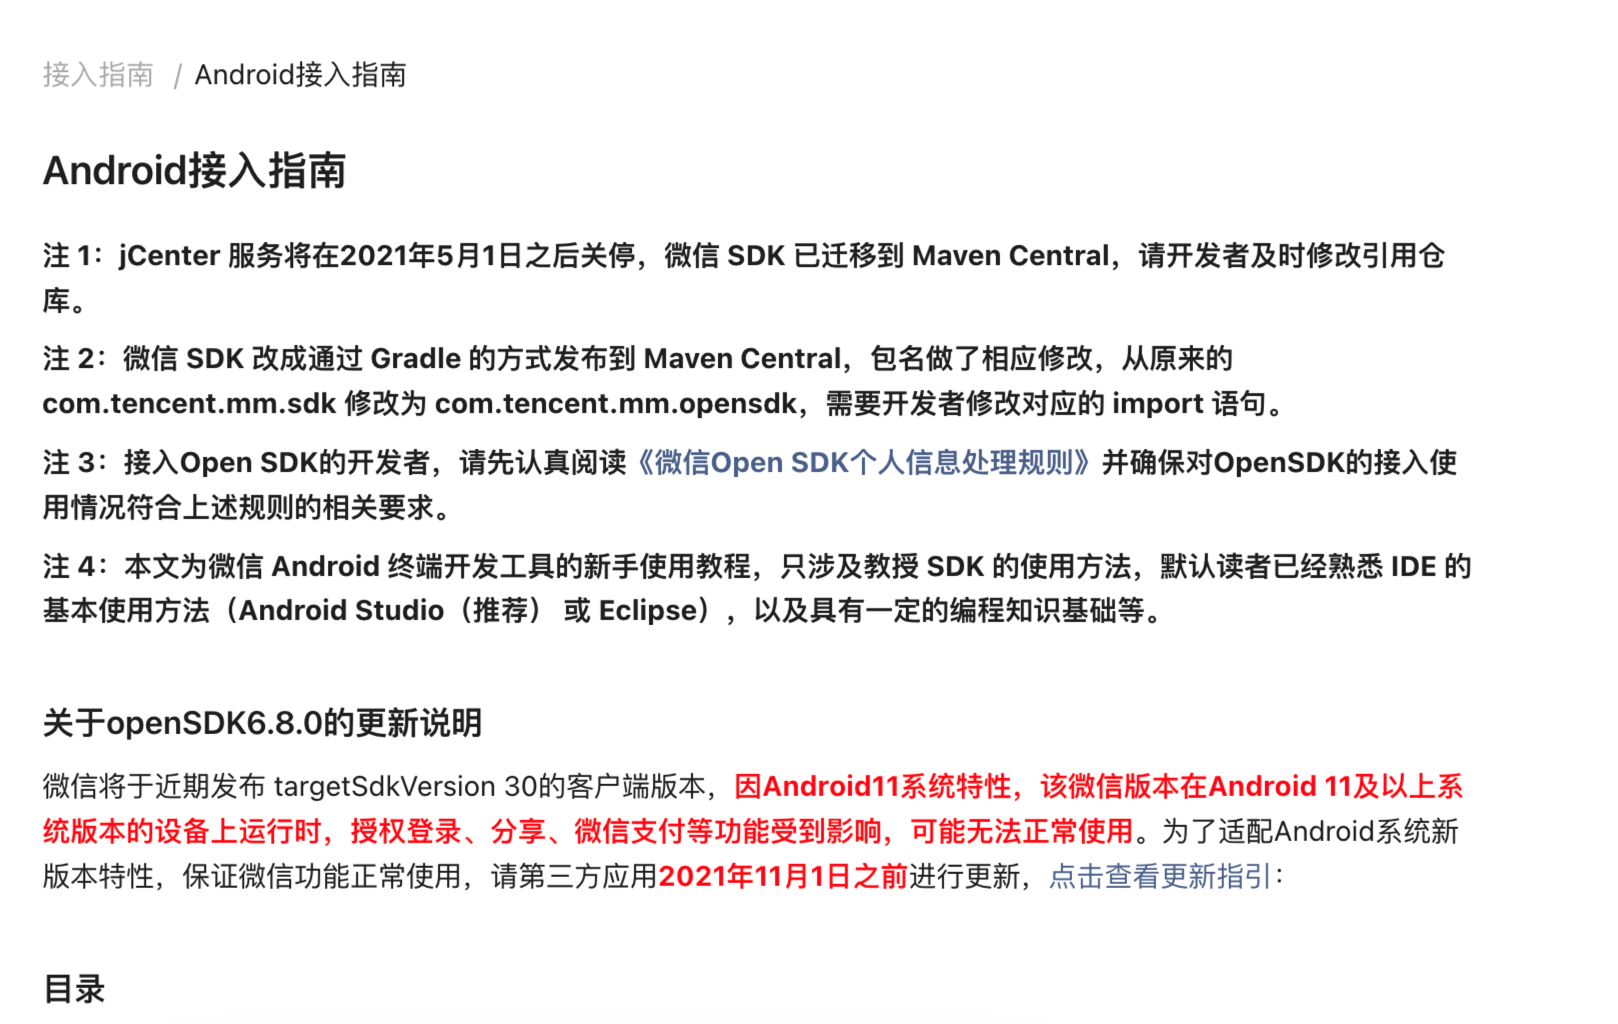 接入指南 / Android接入指南
Android接入指南
注 1：jCenter 服务将在2021年5月1日之后关停，微信 SDK 已迁移到 Maven Central，请开发者及时修改引用仓
库。
注 2：微信 SDK 改成通过 Gradle 的方式发布到 Maven Central，包名做了相应修改，从原来的
com.tencent.mm.sdk 修改为 com.tencent.mm.opensdk，需要开发者修改对应的 import 语句。
注 3：接入Open SDK的开发者，请先认真阅读《微信Open SDK个人信息处理规则》并确保对OpenSDK的接入使
用情况符合上述规则的相关要求。
注 4：本文为微信 Android 终端开发工具的新手使用教程，只涉及教授 SDK 的使用方法，默认读者已经熟悉 IDE 的
基本使用方法（Android Studio（推荐） 或 Eclipse），以及具有一定的编程知识基础等。
关于openSDK6.8.0的更新说明
微信将于近期发布 targetSdkVersion 30的客户端版本，因Android11系统特性，该微信版本在Android 11及以上系
统版本的设备上运行时，授权登录、分享、微信支付等功能受到影响，可能无法正常使用。为了适配Android系统新
版本特性，保证微信功能正常使用，请第三方应用2021年11月1日之前进行更新，点击查看更新指引：
目录